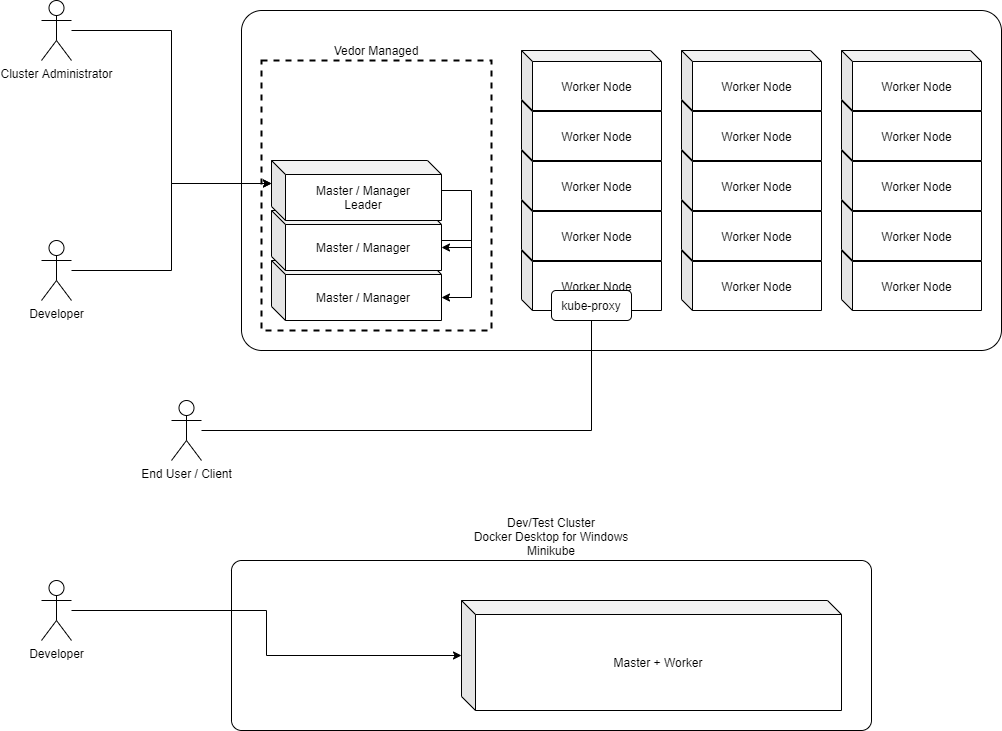 Cluster Administrator
Vedor Managed
Master / Manager
Leader
Master / Manager
Master / Manager
Worker Node
Worker Node
Worker Node
Worker Node
Worker Node
kube-proxy
Worker Node
Worker Node
Worker Node
Worker Node
Worker Node
Worker Node
Worker Node
Worker Node
Worker Node
Worker Node
Developer
End User / Client
Dev/Test Cluster
Docker Desktop for Windows
Minikube
Developer
Master + Worker